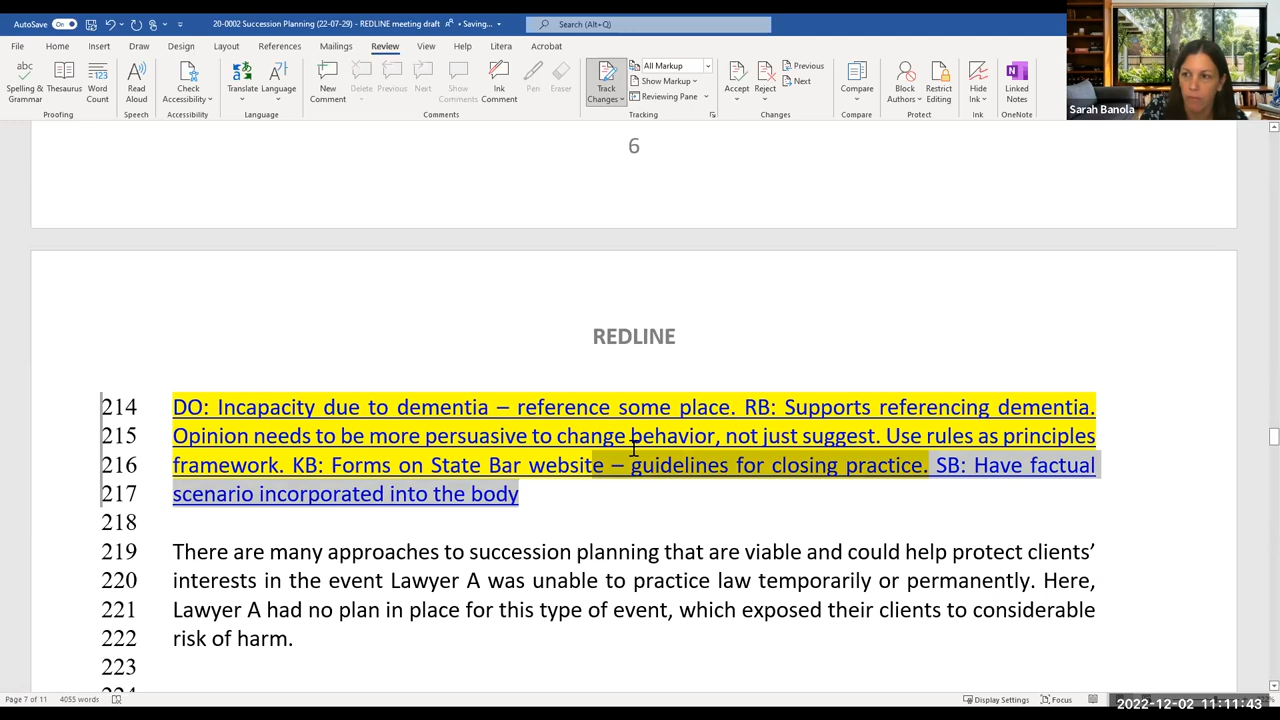 AutoSave On 20-0002 Succession Planning (22-07-29) - REDLINE meeting draft • Saving... Search (Alt+Q)
File Home Insert Draw Design Layout References Mailings Review View Help Litera Acrobat
Spelling & Grammar Thesaurus Word Count Read Aloud Check Accessibility Translate Language New Comment Delete Previous Next Show Comments Ink Comment Pen Eraser Track Changes All Markup Show Markup Reviewing Pane Accept Reject Previous Next Compare Block Authors Restrict Editing Hide Ink Linked Notes
Proofing Speech Accessibility Language Comments Tracking Changes Compare Protect Ink OneNote
Sarah Banola
6
REDLINE
214 DO: Incapacity due to dementia – reference some place. RB: Supports referencing dementia.
215 Opinion needs to be more persuasive to change behavior, not just suggest. Use rules as principles
216 framework. KB: Forms on State Bar website – guidelines for closing practice. SB: Have factual
217 scenario incorporated into the body
218
219 There are many approaches to succession planning that are viable and could help protect clients’
220 interests in the event Lawyer A was unable to practice law temporarily or permanently. Here,
221 Lawyer A had no plan in place for this type of event, which exposed their clients to considerable
222 risk of harm.
223
Page 7 of 11 4055 words Display Settings Focus
2022-12-02 11:11:43